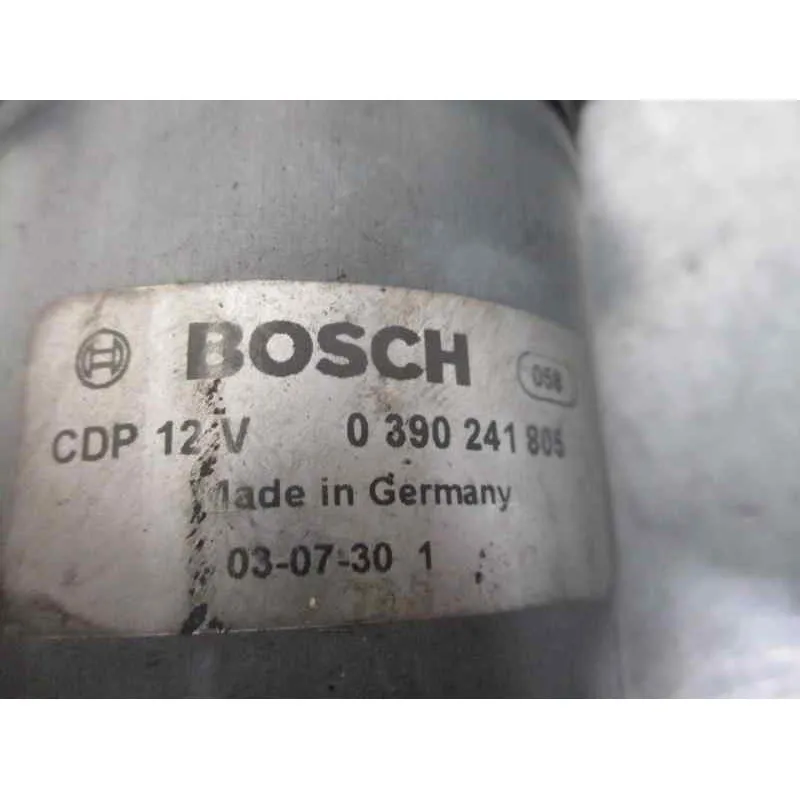 BOSCH 058
CDP 12 V 0 390 241 805
Made in Germany
03-07-30 1